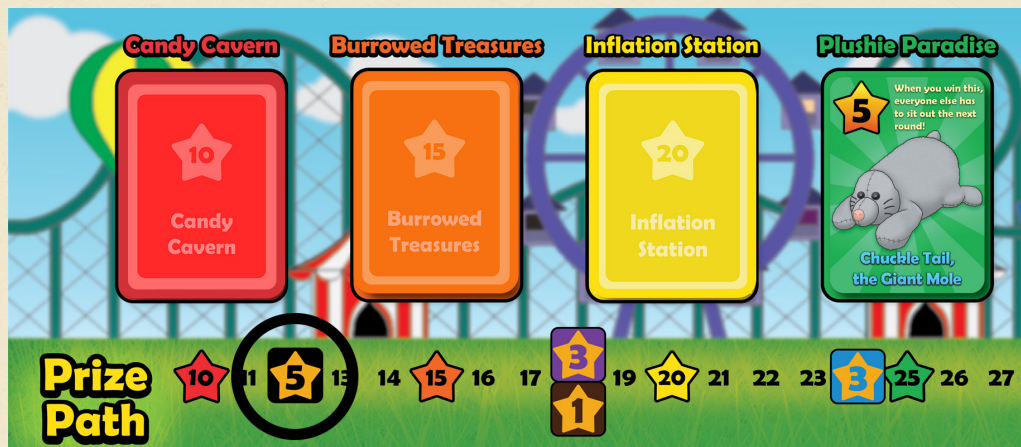 Candy Cavern Burrowed Treasures Inflation Station Plushie Paradise
10
Candy
Cavern
15
Burrowed
Treasures
20
Inflation
Station
5
When you win this,
everyone else has
to sit out the next
round!
Chuckle Tail,
the Giant Mole
Prize
Path
10 11 5 13 14 15 16 17 3 1 19 20 21 22 23 3 25 26 27